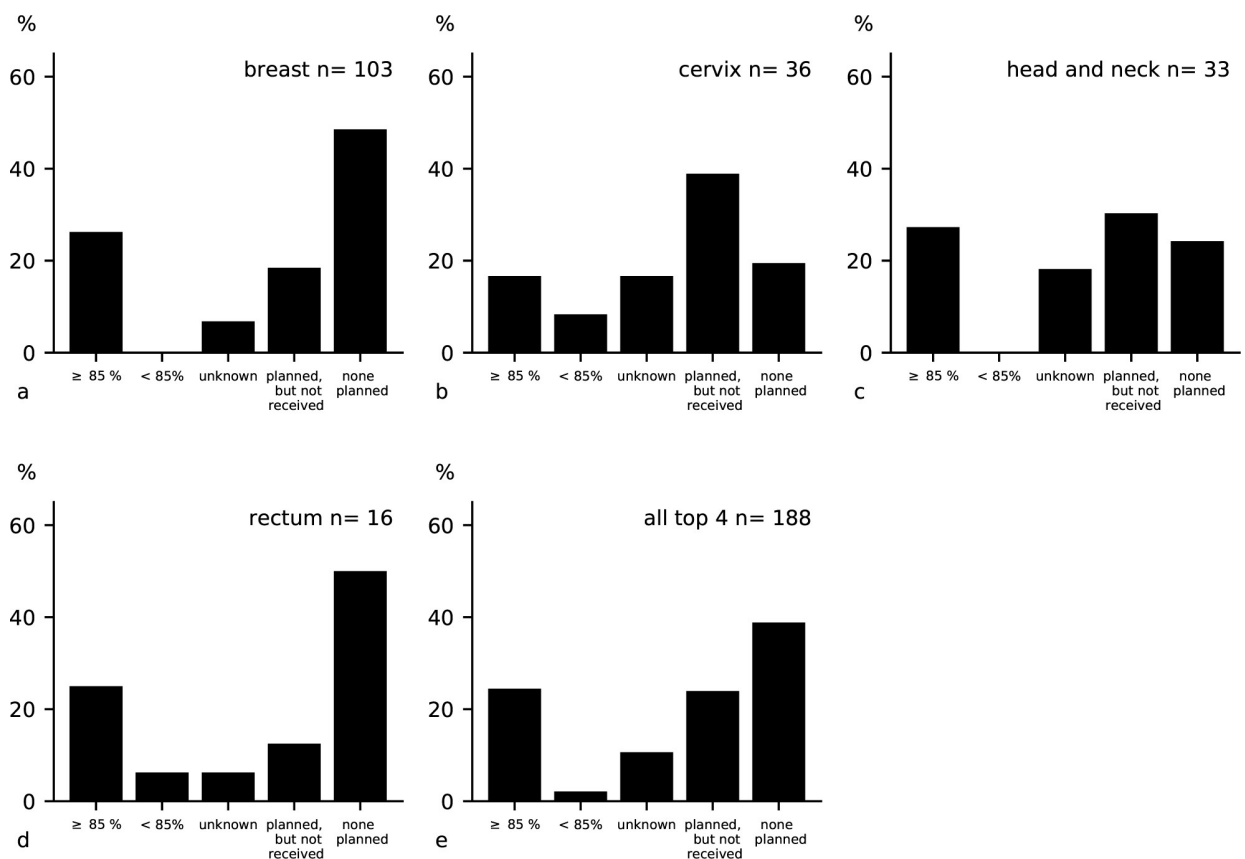 %
breast n= 103
60
40
20
0
≥ 85 %
< 85%
unknown
planned,
but not
received
none
planned
a
%
cervix n= 36
60
40
20
0
≥ 85 %
< 85%
unknown
planned,
but not
received
none
planned
b
%
head and neck n= 33
60
40
20
0
≥ 85 %
< 85%
unknown
planned,
but not
received
none
planned
c
%
rectum n= 16
60
40
20
0
≥ 85 %
< 85%
unknown
planned,
but not
received
none
planned
d
%
all top 4 n= 188
60
40
20
0
≥ 85 %
< 85%
unknown
planned,
but not
received
none
planned
e